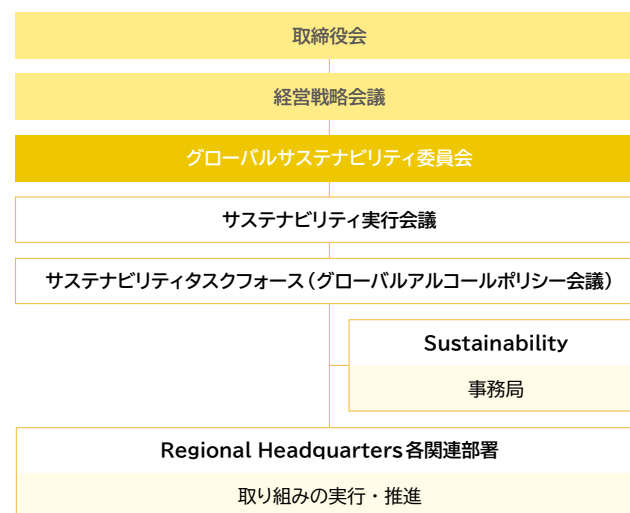 取締役会
経営戦略会議
グローバルサステナビリティ委員会
サステナビリティ実行会議
サステナビリティタスクフォース（グローバルアルコールポリシー会議）
Sustainability
事務局
Regional Headquarters各関連部署
取り組みの実行・推進